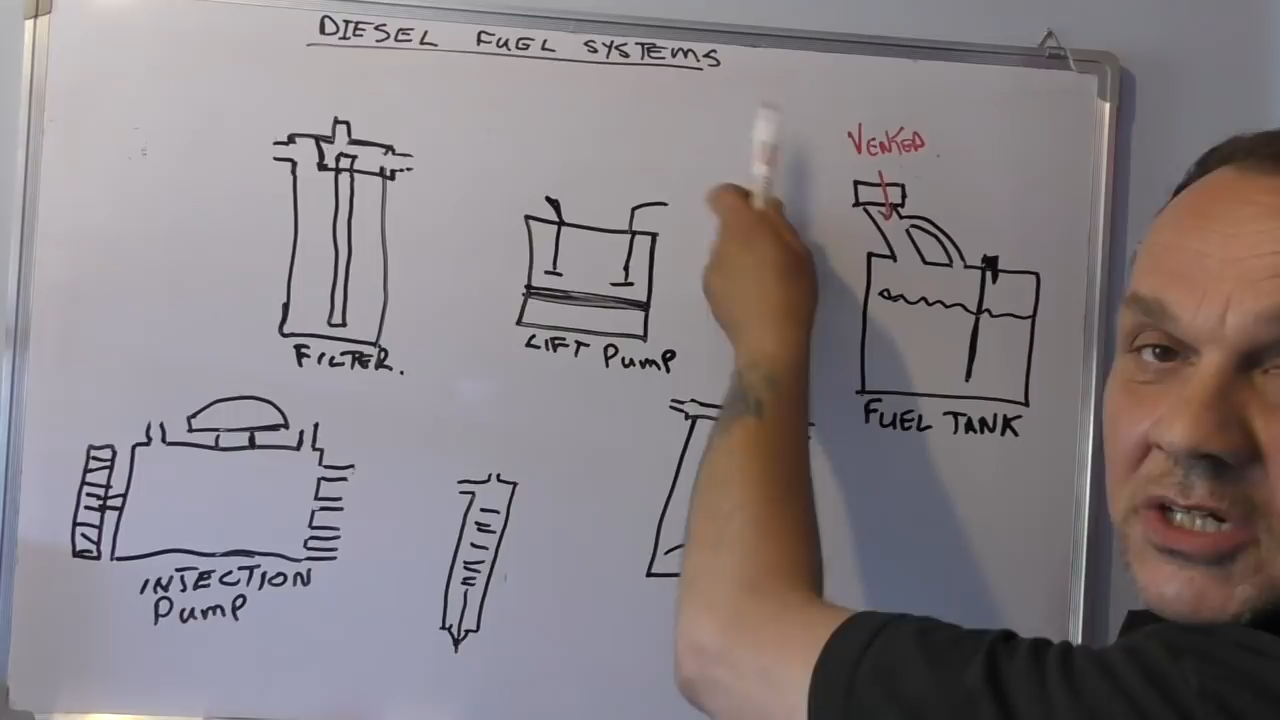 DIESEL FUEL SYSTEMS
VENTED
FILTER.
LIFT PUMP
FUEL TANK
INJECTION
PUMP